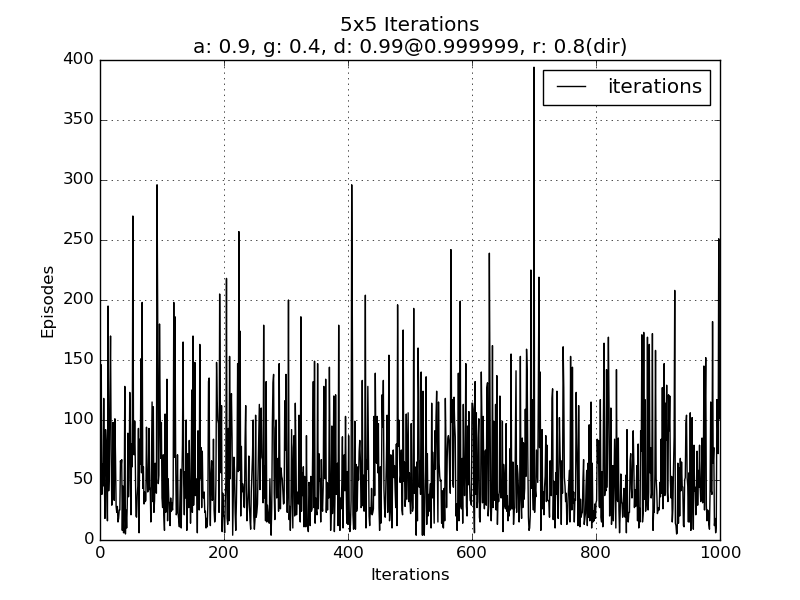 5x5 Iterations
a: 0.9, g: 0.4, d: 0.99@0.999999, r: 0.8(dir)
iterations
400
350
300
250
200
150
100
50
0
Episodes
0 200 400 600 800 1000
Iterations